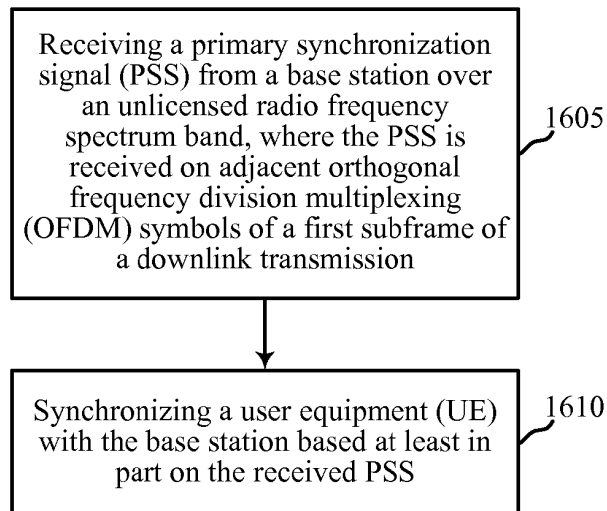 Receiving a primary synchronization
signal (PSS) from a base station over
an unlicensed radio frequency
spectrum band, where the PSS is
received on adjacent orthogonal
frequency division multiplexing
(OFDM) symbols of a first subframe of
a downlink transmission
1605
Synchronizing a user equipment (UE)
with the base station based at least in
part on the received PSS
1610